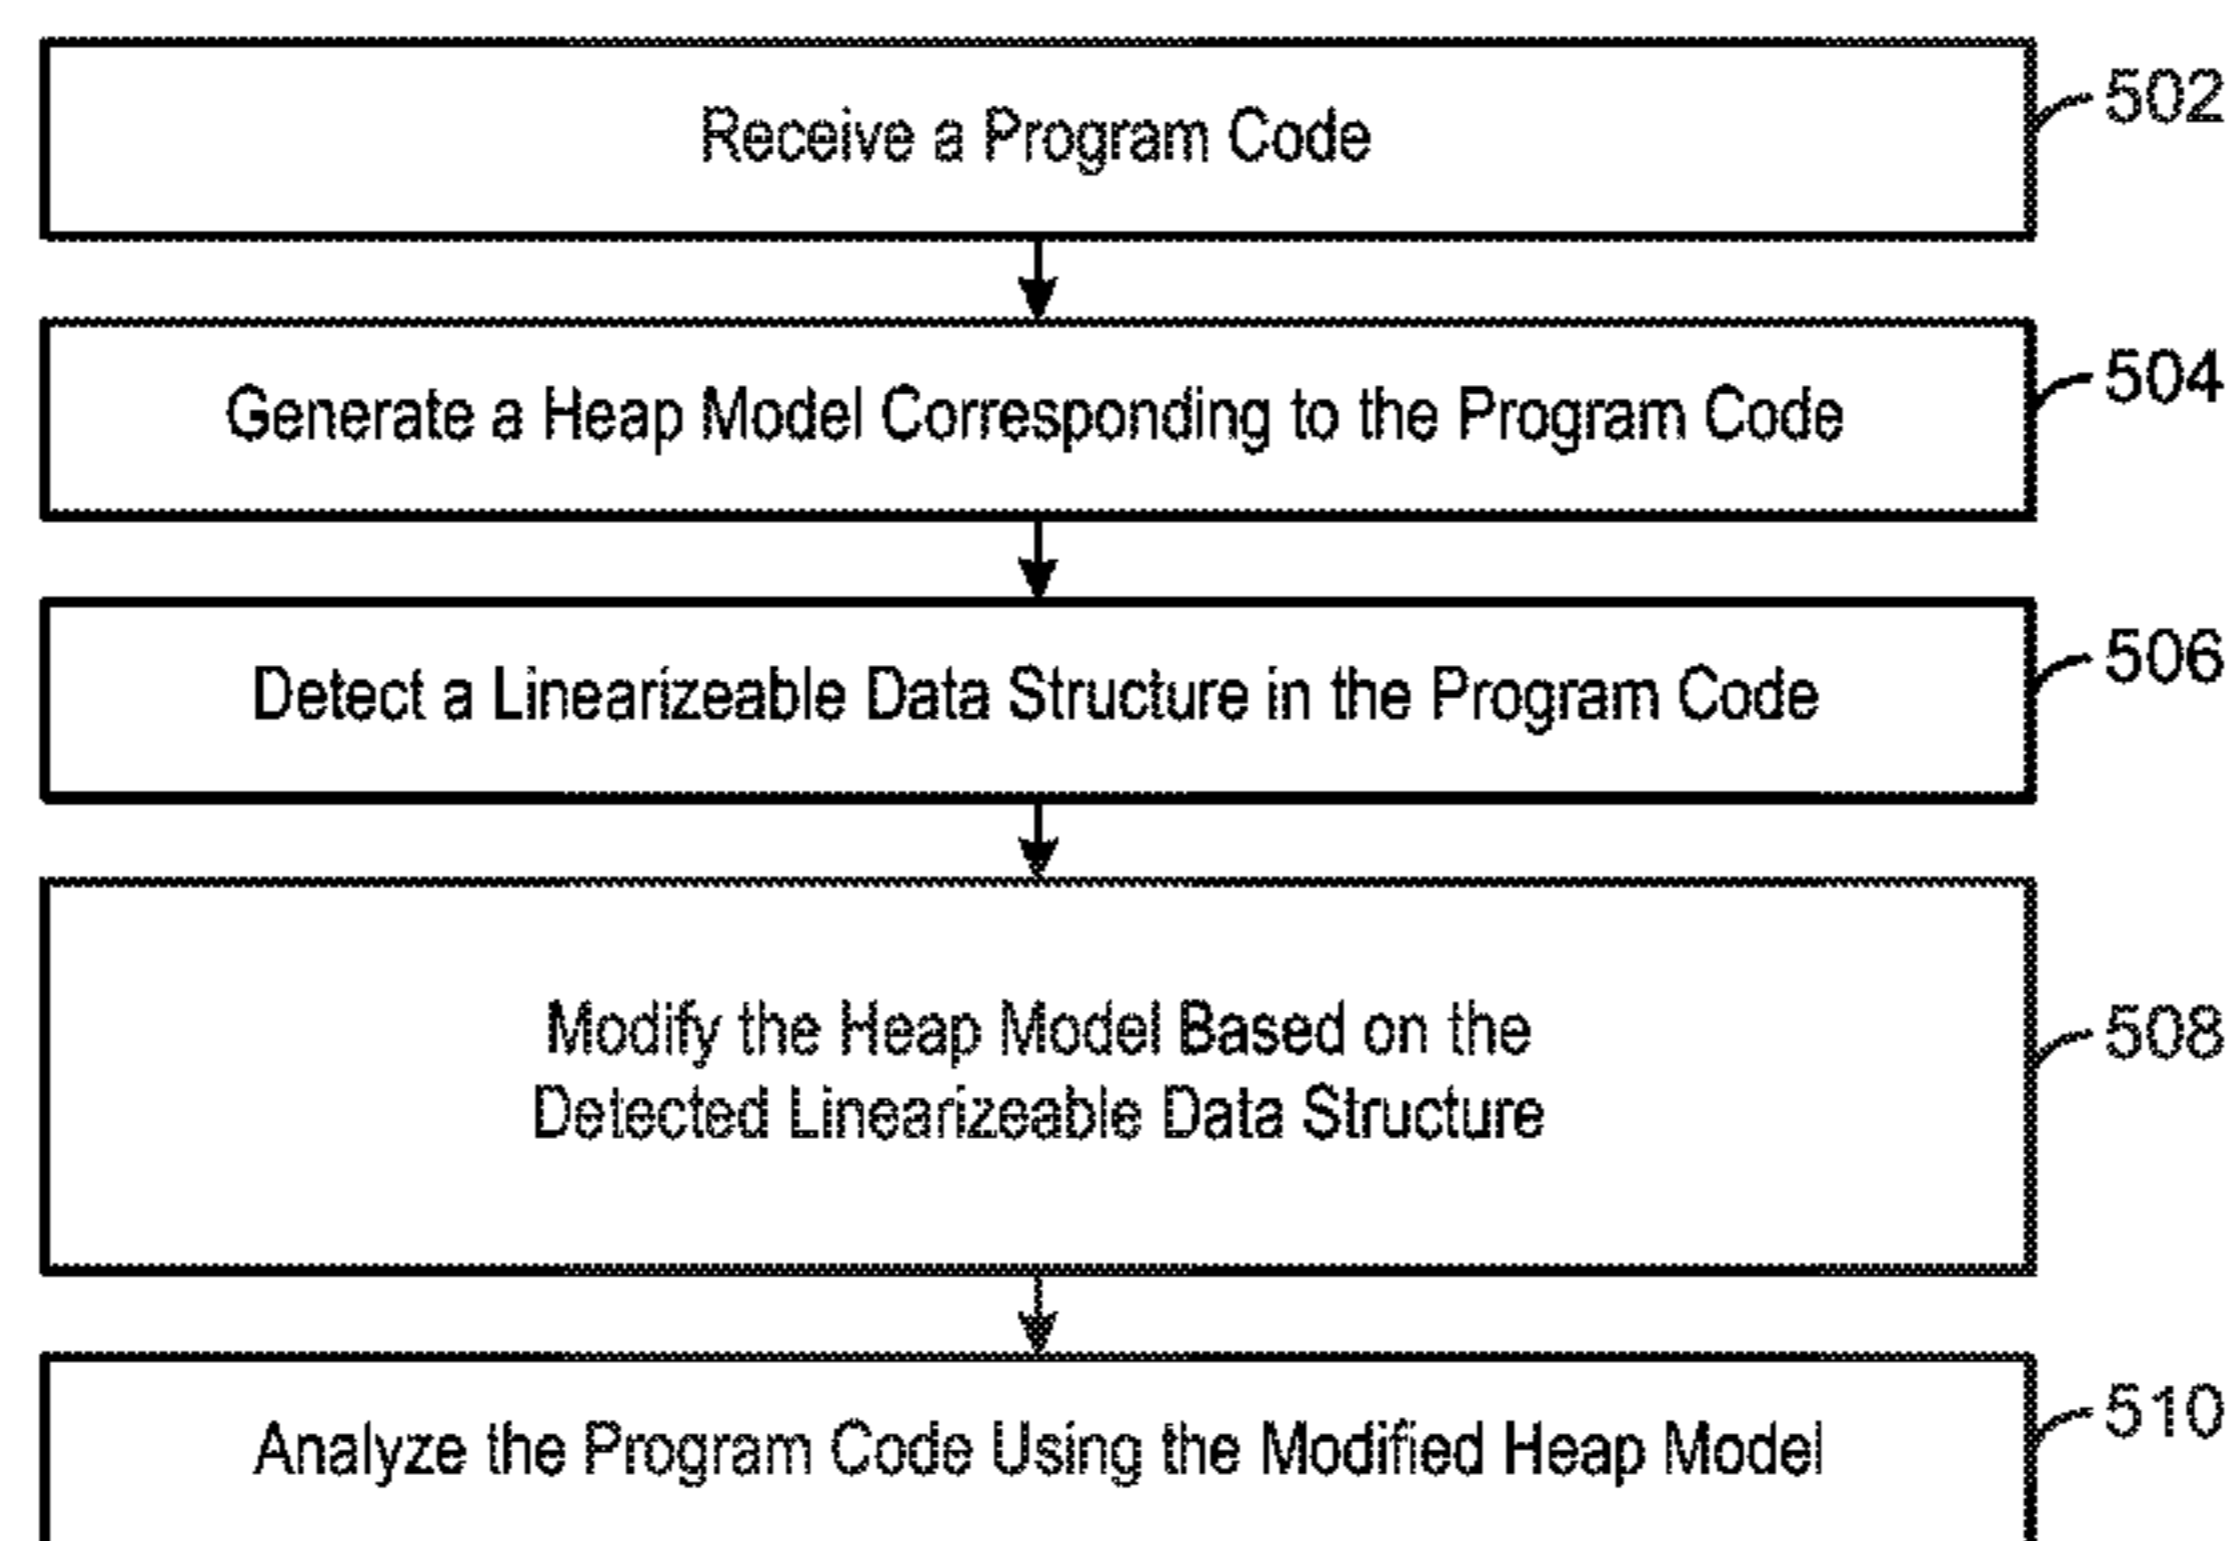 Receive a Program Code
502
Generate a Heap Model Corresponding to the Program Code
504
Detect a Linearizeable Data Structure in the Program Code
506
Modify the Heap Model Based on the
Detected Linearizeable Data Structure
508
Analyze the Program Code Using the Modified Heap Model
510